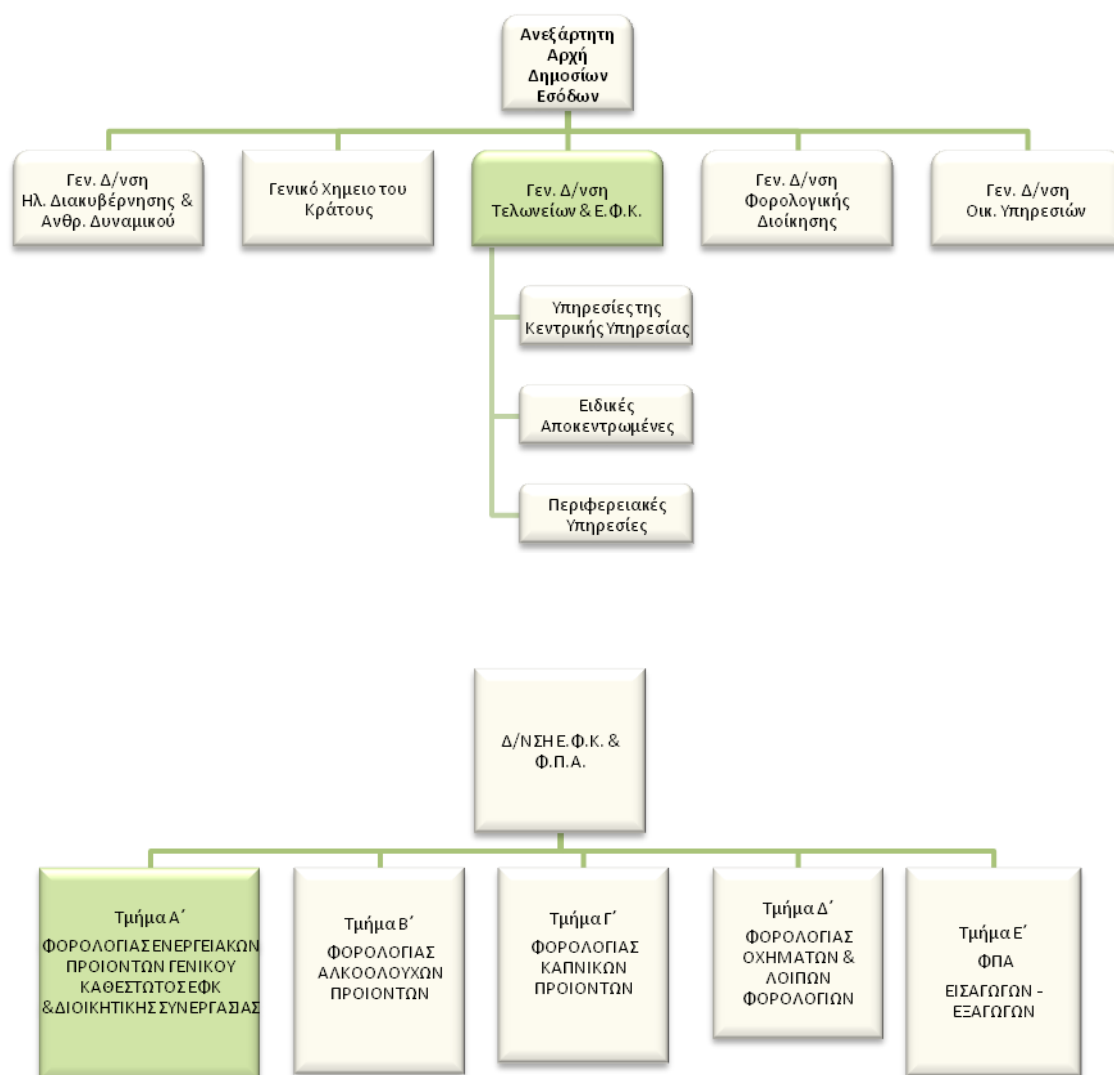 Ανεξάρτητη
Αρχή
Δημοσίων
Εσόδων
Γεν. Δ/νση
Ηλ. Διακυβέρνησης &
Ανθρ. Δυναμικού
Γενικό Χημειο του
Κράτους
Γεν. Δ/νση
Τελωνείων & Ε.Φ.Κ.
Γεν. Δ/νση
Φορολογικής
Διοίκησης
Γεν. Δ/νση
Οικ. Υπηρεσιών
Υπηρεσίες της
Κεντρικής Υπηρεσίας
Ειδικές
Αποκεντρωμένες
Περιφερειακές
Υπηρεσίες
Δ/ΝΣΗ Ε.Φ.Κ. &
Φ.Π.Α.
Τμήμα Α΄
ΦΟΡΟΛΟΓΙΑΣ ΕΝΕΡΓΕΙΑΚΩΝ
ΠΡΟΙΟΝΤΩΝ ΓΕΝΙΚΟΥ
ΚΑΘΕΣΤΩΤΟΣ ΕΦΚ
&ΔΙΟΙΚΗΤΙΚΗΣ ΣΥΝΕΡΓΑΣΙΑΣ
Τμήμα Β΄
ΦΟΡΟΛΟΓΙΑΣ
ΑΛΚΟΟΛΟΥΧΩΝ
ΠΡΟΙΟΝΤΩΝ
Τμήμα Γ΄
ΦΟΡΟΛΟΓΙΑΣ
ΚΑΠΝΙΚΩΝ
ΠΡΟΙΟΝΤΩΝ
Τμήμα Δ΄
ΦΟΡΟΛΟΓΙΑΣ
ΟΧΗΜΑΤΩΝ &
ΛΟΙΠΩΝ
ΦΟΡΟΛΟΓΙΩΝ
Τμήμα Ε΄
ΦΠΑ
ΕΙΣΑΓΩΓΩΝ –
ΕΞΑΓΩΓΩΝ